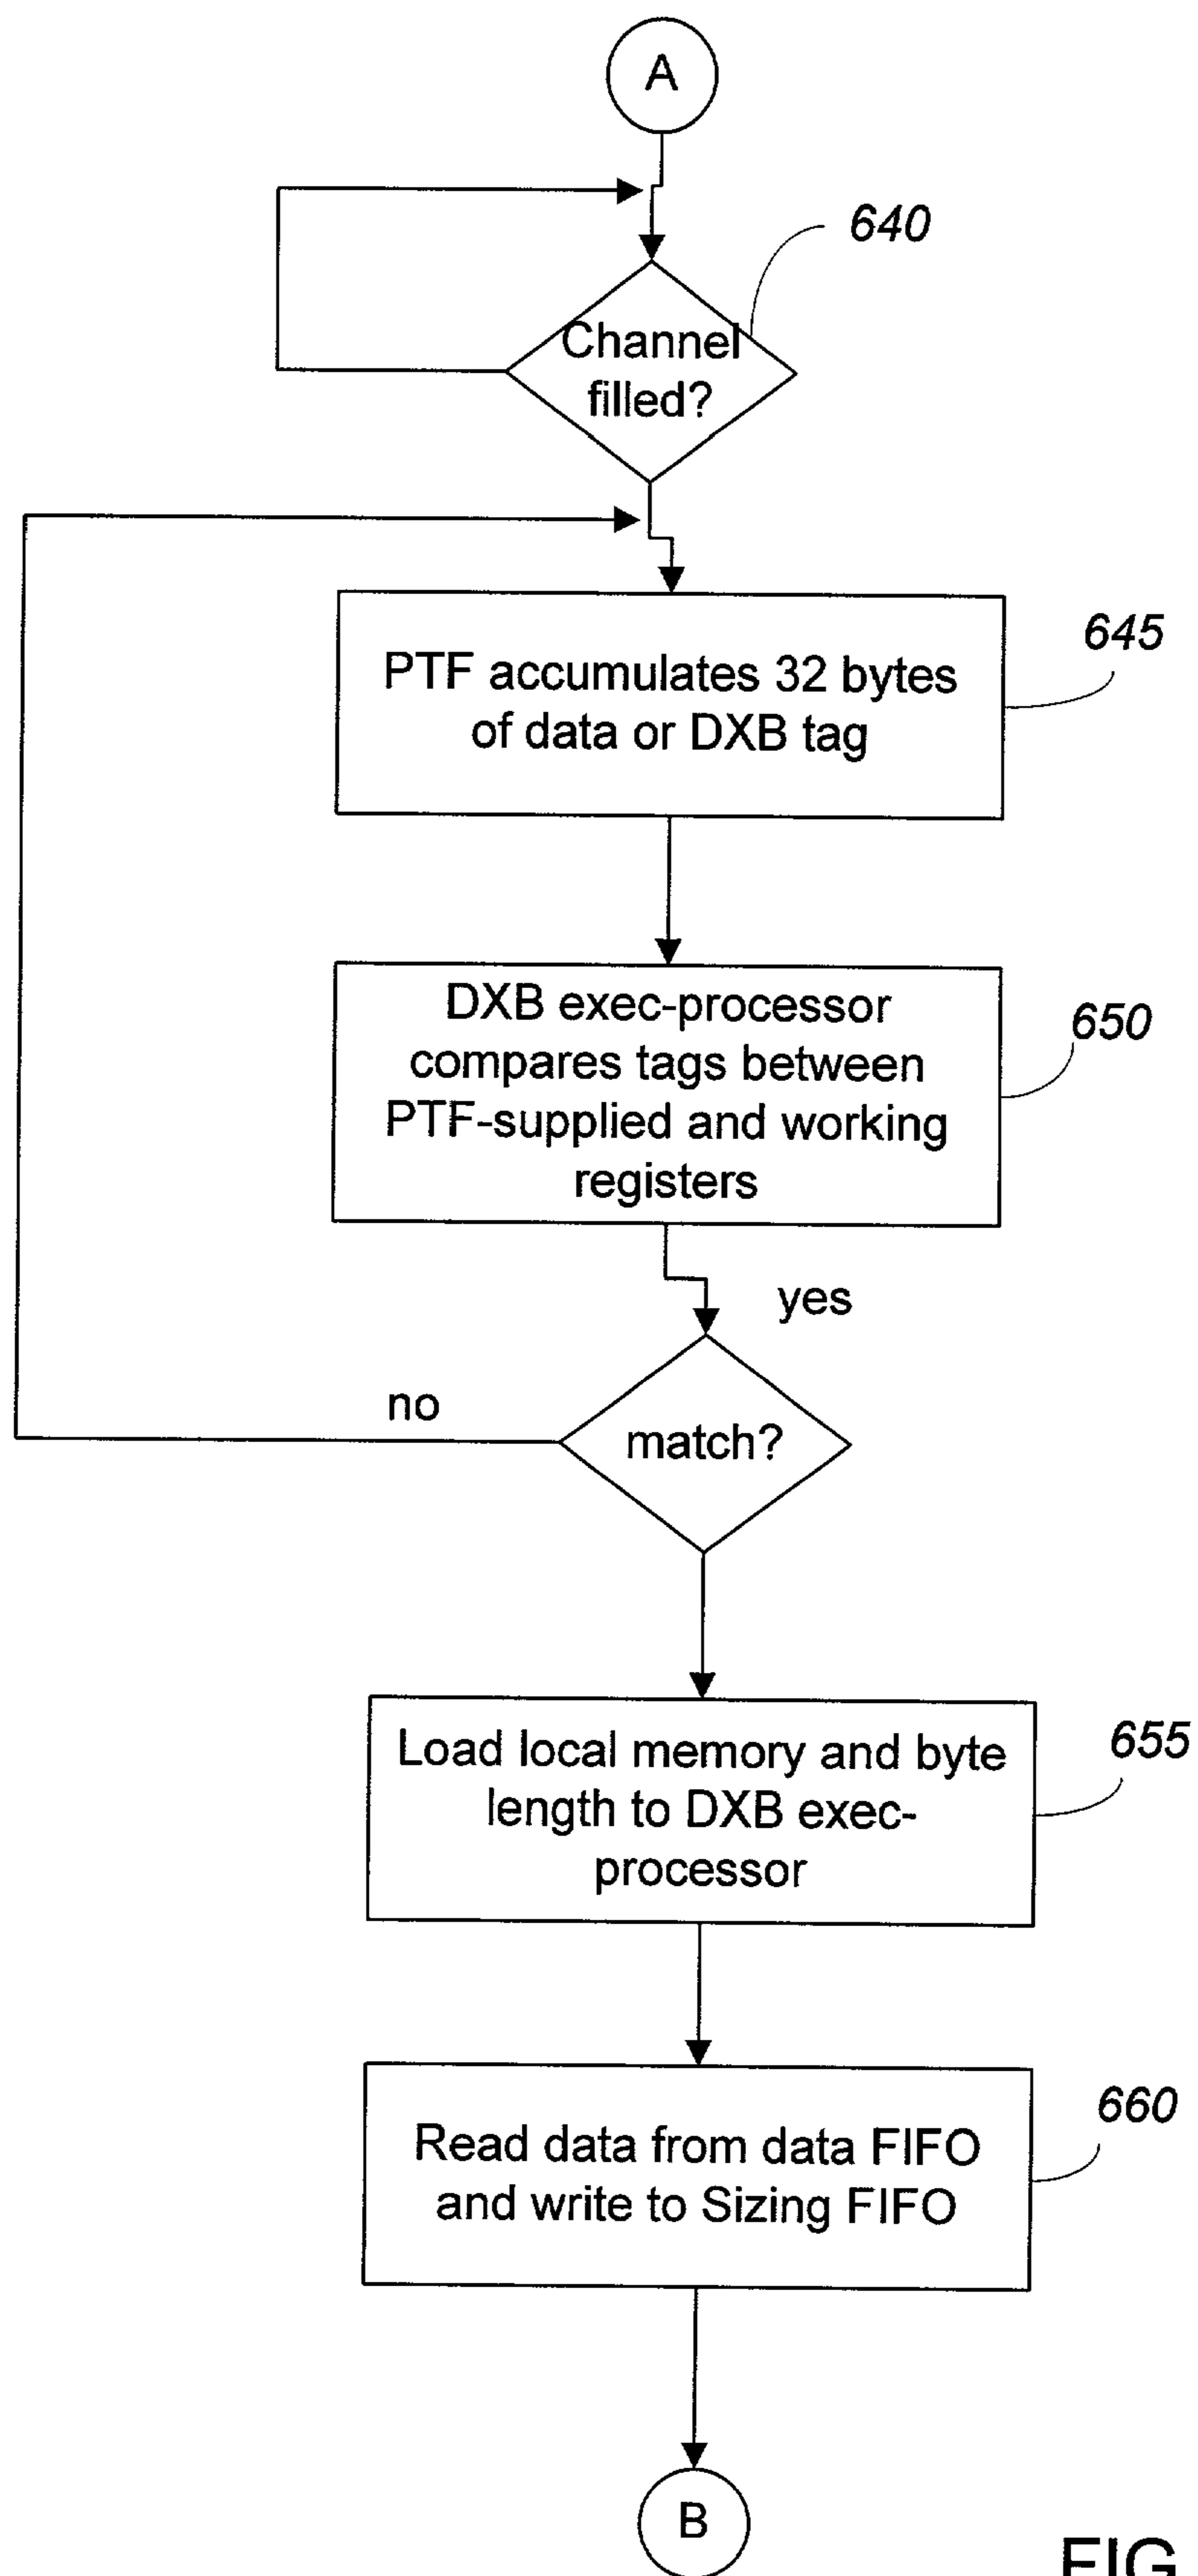 A
640
Channel
filled?
645
PTF accumulates 32 bytes
of data or DXB tag
650
DXB exec-processor
compares tags between
PTF-supplied and working
registers
yes
no
match?
655
Load local memory and byte
length to DXB exec-
processor
660
Read data from data FIFO
and write to Sizing FIFO
B
FIG